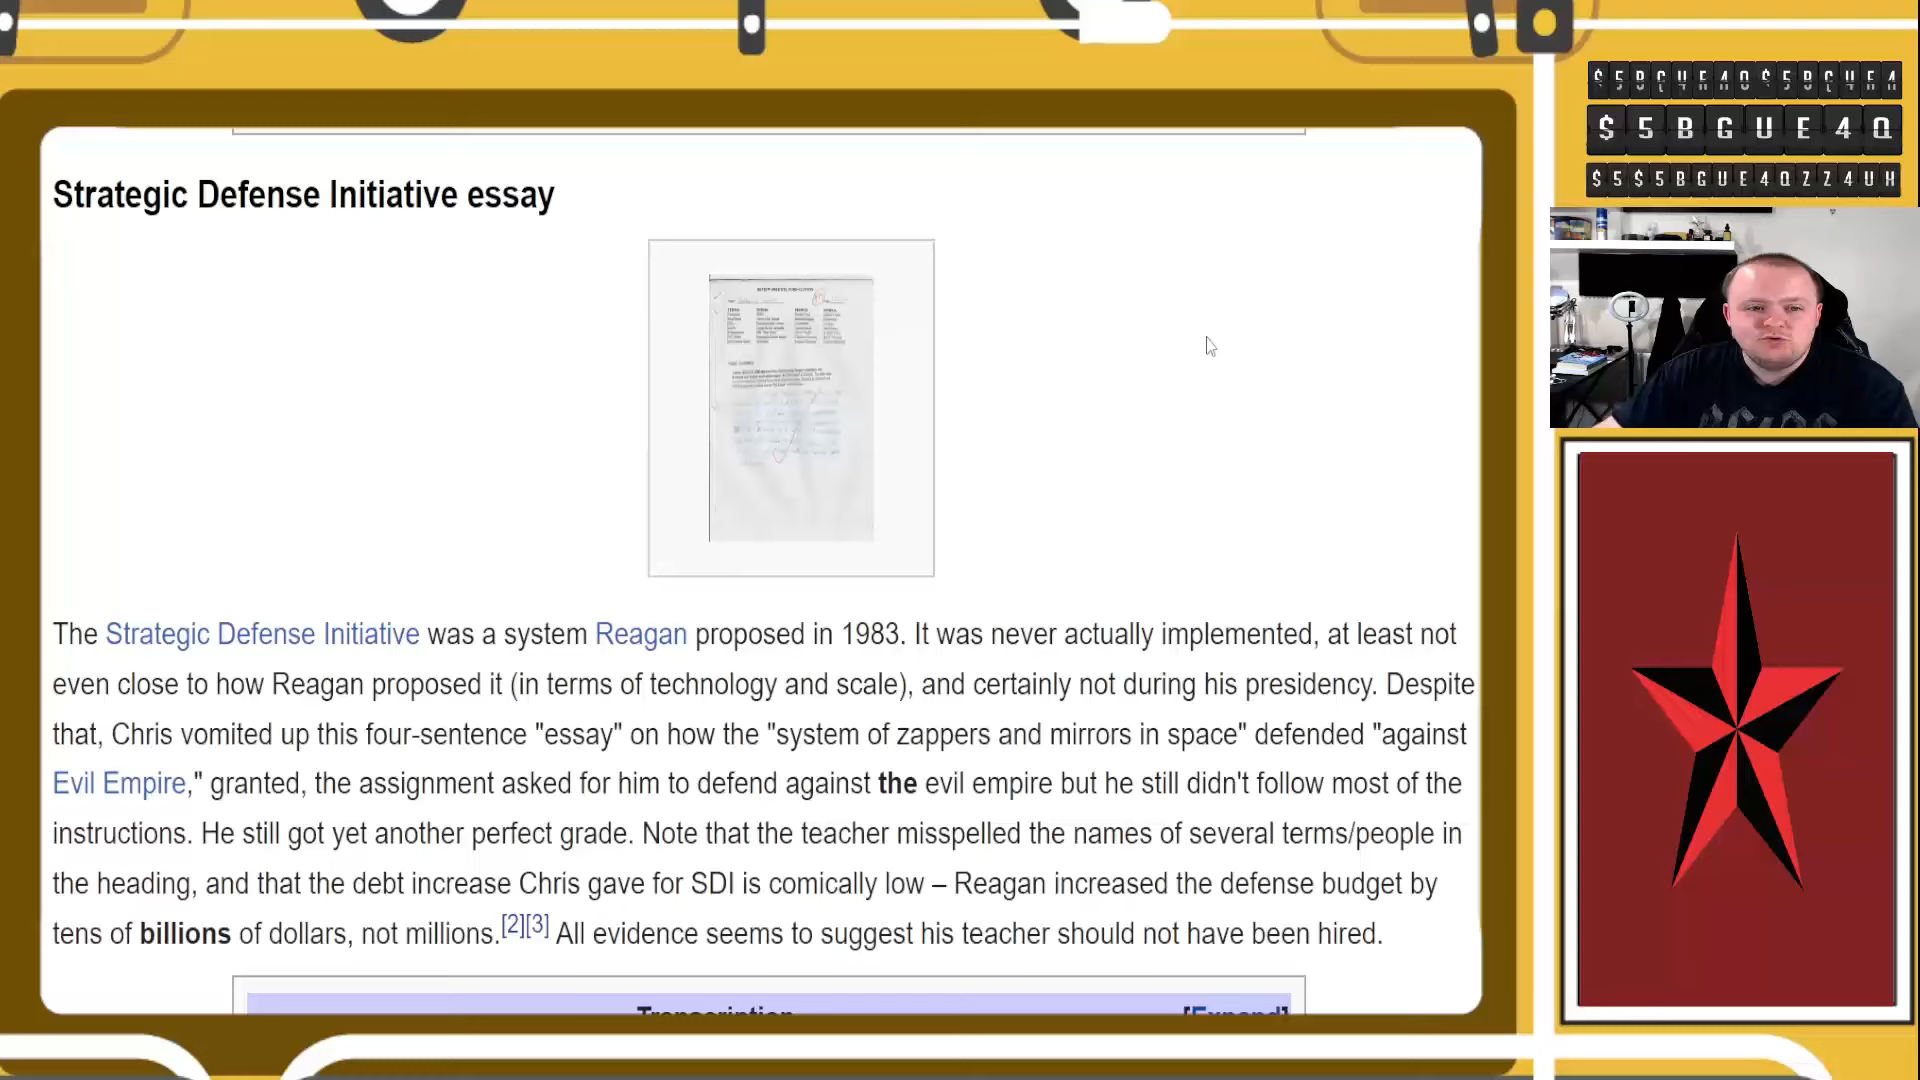 $5BGUE4Q
$5$5BGUE4QZZ4UH
Strategic Defense Initiative essay
The Strategic Defense Initiative was a system Reagan proposed in 1983. It was never actually implemented, at least not
even close to how Reagan proposed it (in terms of technology and scale), and certainly not during his presidency. Despite
that, Chris vomited up this four-sentence "essay" on how the "system of zappers and mirrors in space" defended "against
Evil Empire," granted, the assignment asked for him to defend against the evil empire but he still didn't follow most of the
instructions. He still got yet another perfect grade. Note that the teacher misspelled the names of several terms/people in
the heading, and that the debt increase Chris gave for SDI is comically low – Reagan increased the defense budget by
tens of billions of dollars, not millions.[2][3] All evidence seems to suggest his teacher should not have been hired.
Transcription [Expand]